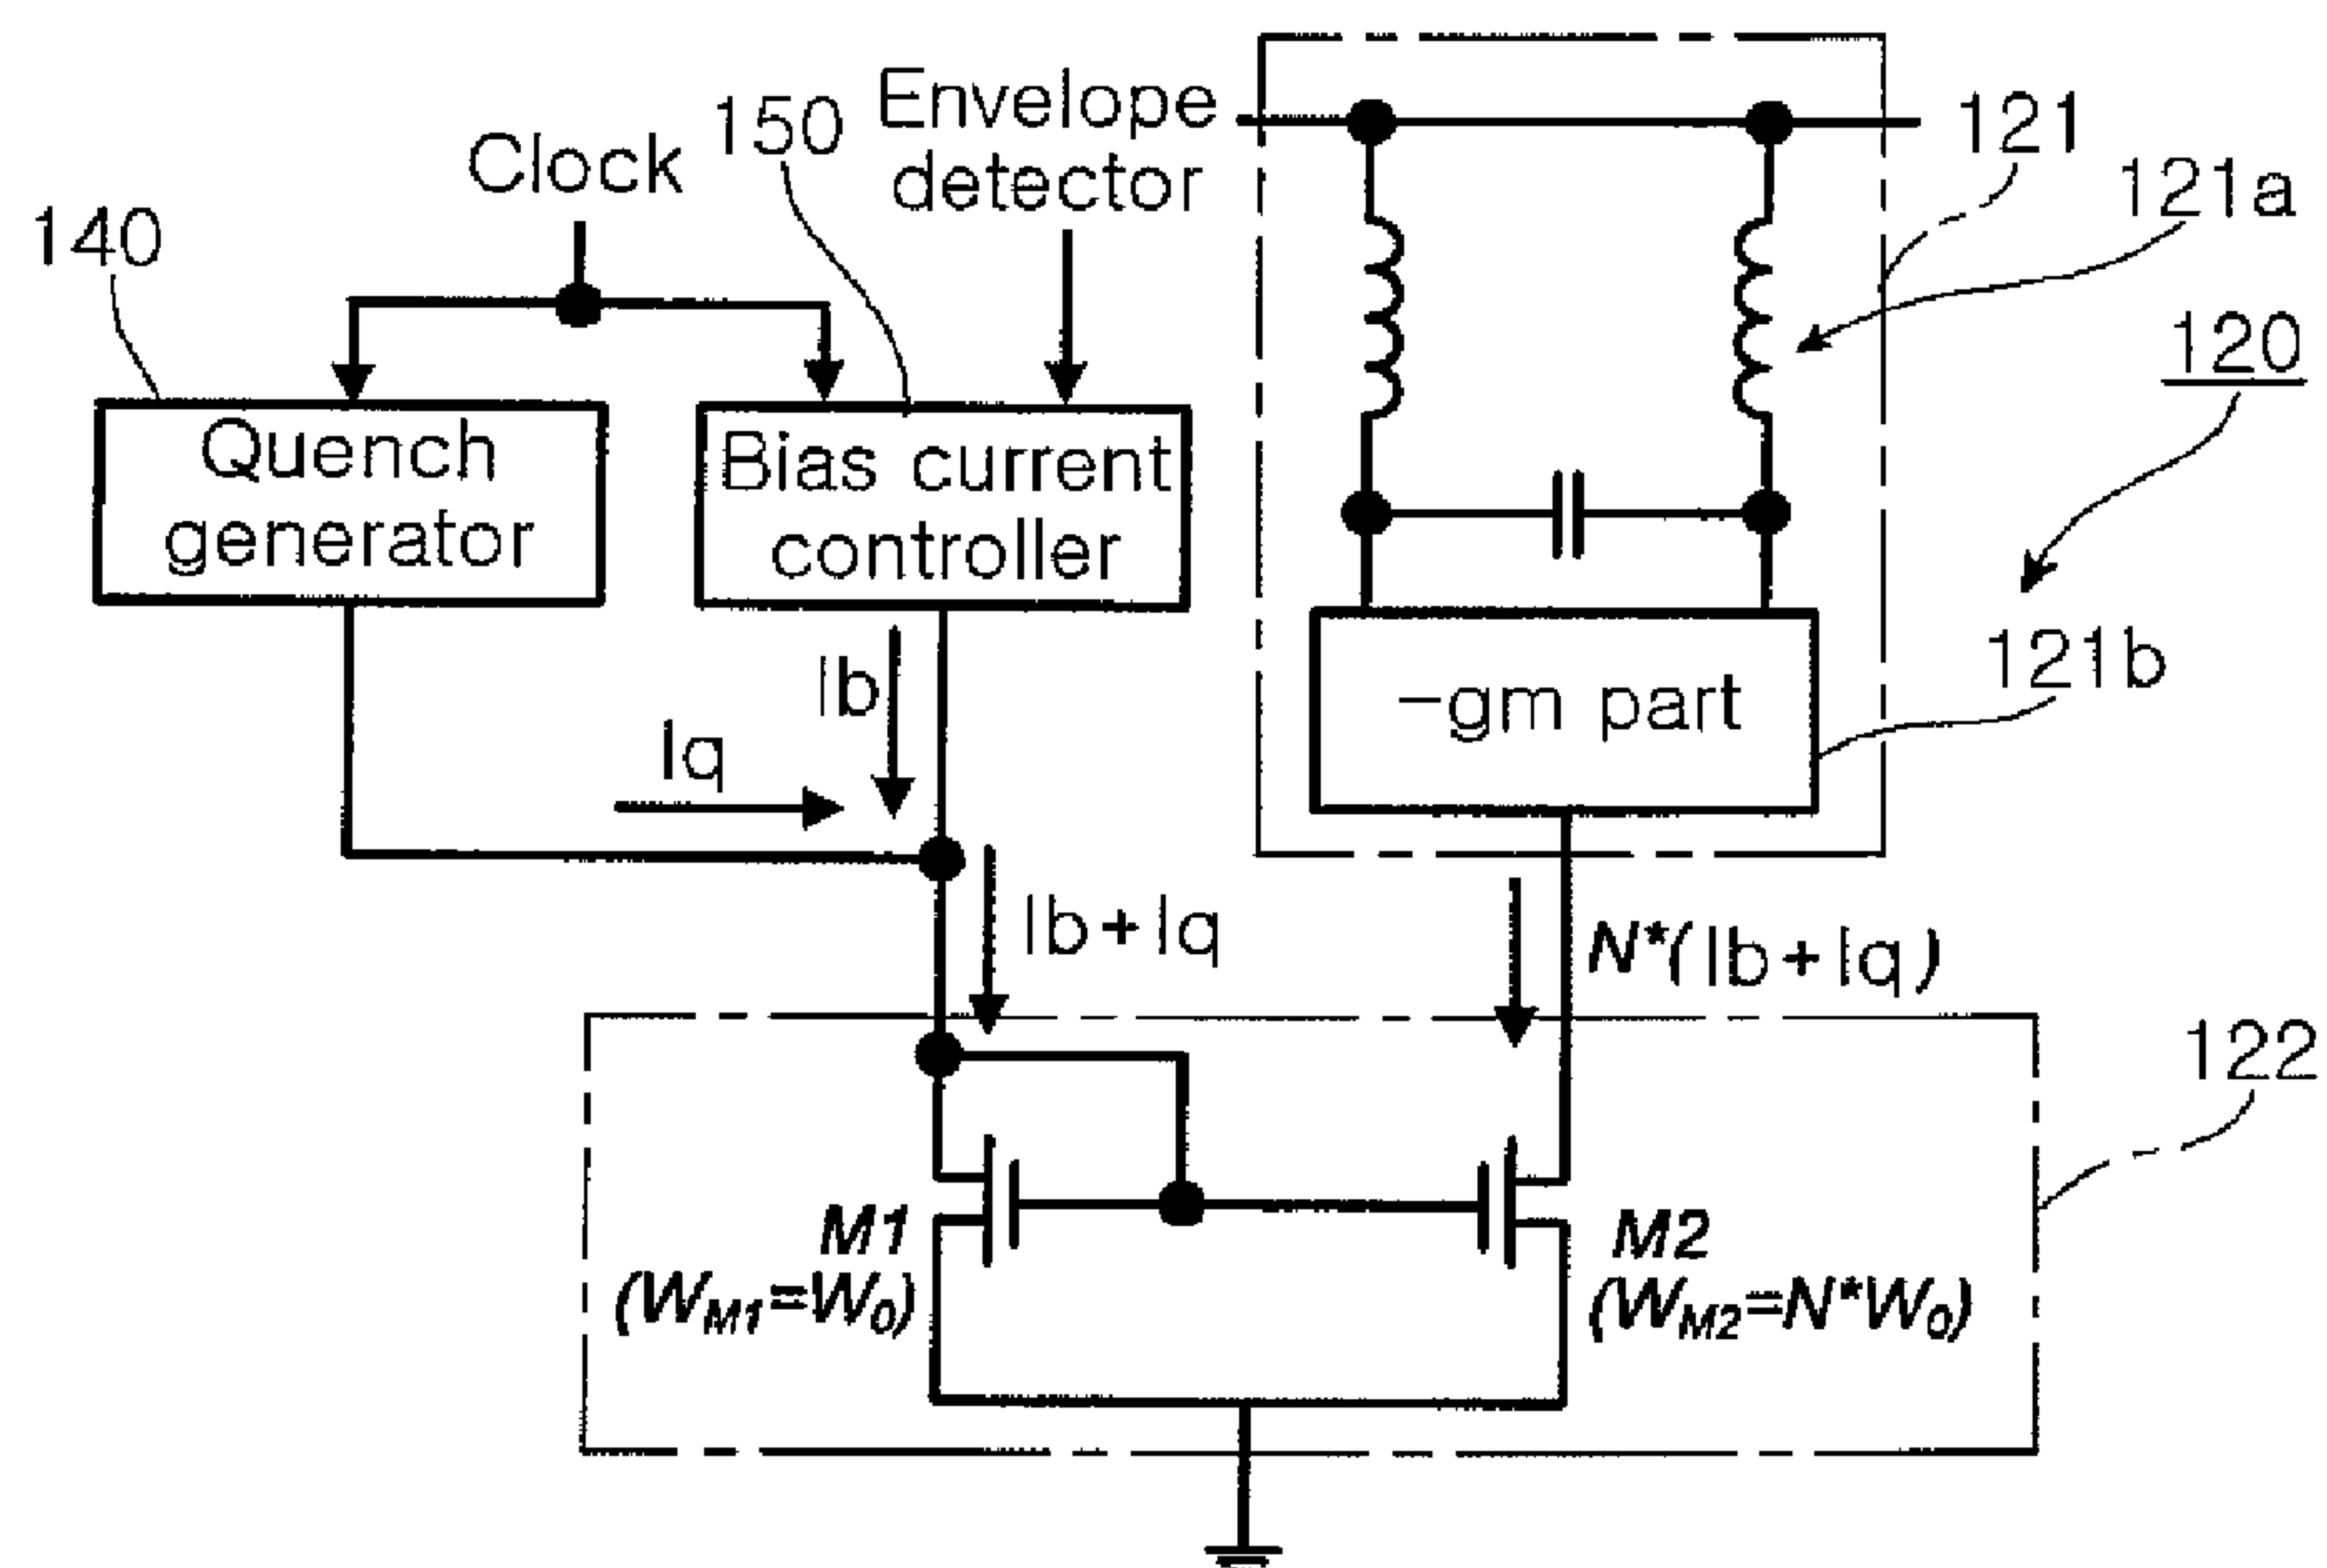 Clock
150
Envelope
detector
140
121
121a
120
Quench
generator
Bias current
controller
121b
-gm part
Ib
Iq
Ib+Iq
N*(Ib+Iq)
122
M1
(WM1=W0)
M2
(WM2=N*W0)